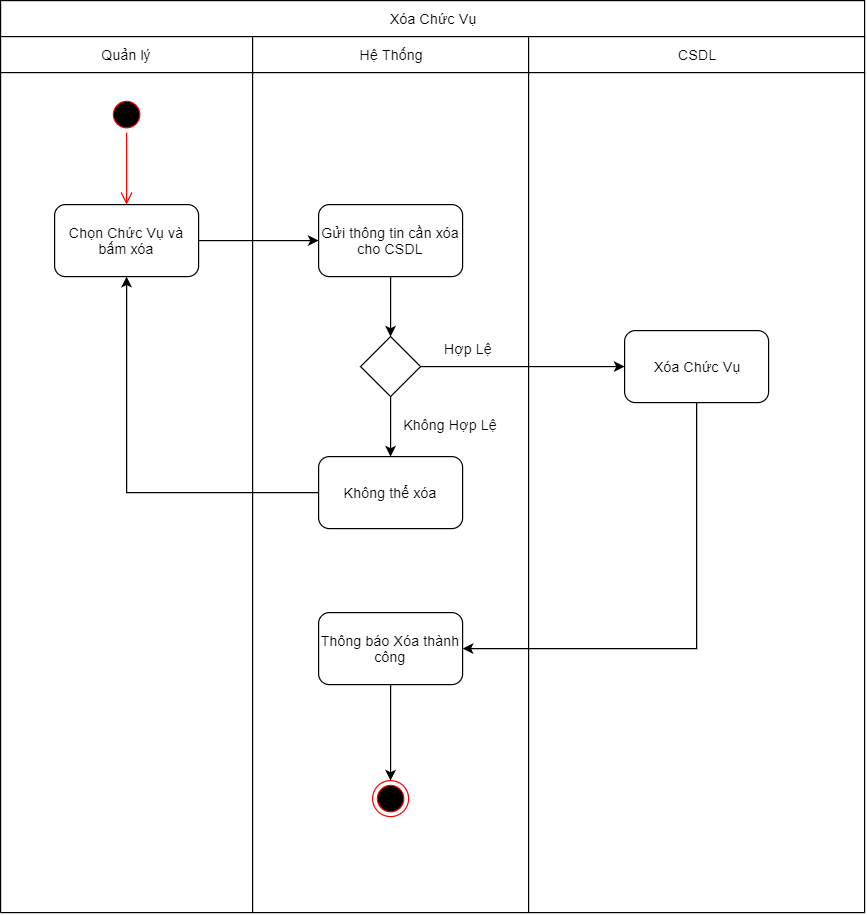 Xóa Chức Vụ
Quản lý
Hệ Thống
CSDL
Chọn Chức Vụ và
bấm xóa
Gửi thông tin cần xóa
cho CSDL
Hợp Lệ
Xóa Chức Vụ
Không Hợp Lệ
Không thể xóa
Thông báo Xóa thành
công